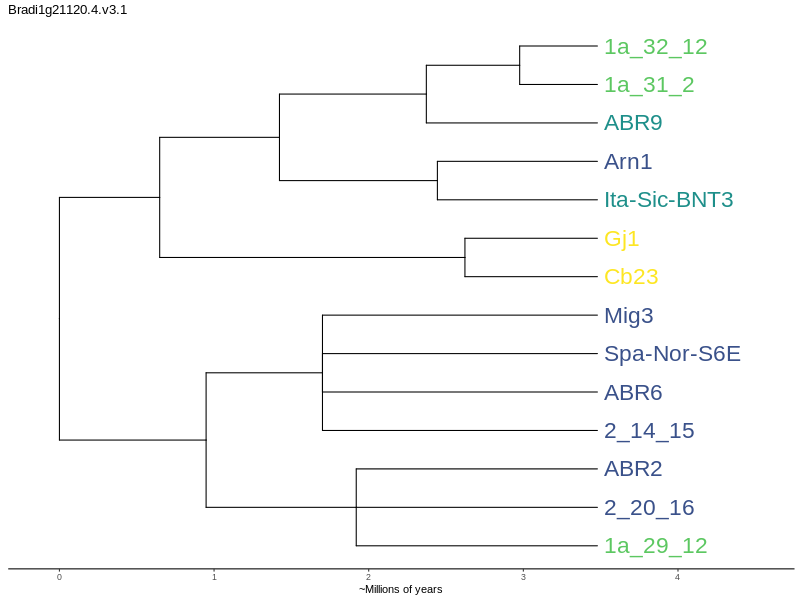 Bradi1g21120.4.v3.1
1a_32_12
1a_31_2
ABR9
Arn1
Ita-Sic-BNT3
Gj1
Cb23
Mig3
Spa-Nor-S6E
ABR6
2_14_15
ABR2
2_20_16
1a_29_12
0 1 2 3 4
~Millions of years